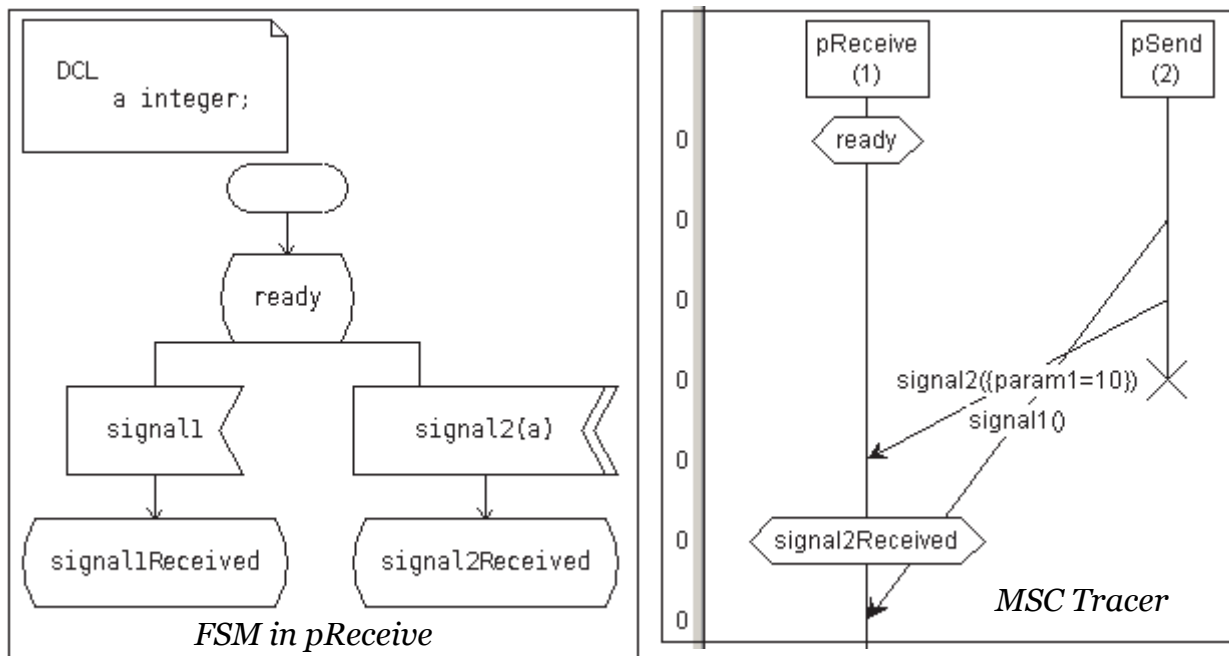 DCL
a integer;
ready
signal1
signal2(a)
signal1Received
signal2Received
FSM in pReceive
pReceive
(1)
pSend
(2)
0
ready
0
0
0
signal2({param1=10})
signal1()
0
0
signal2Received
0
MSC Tracer